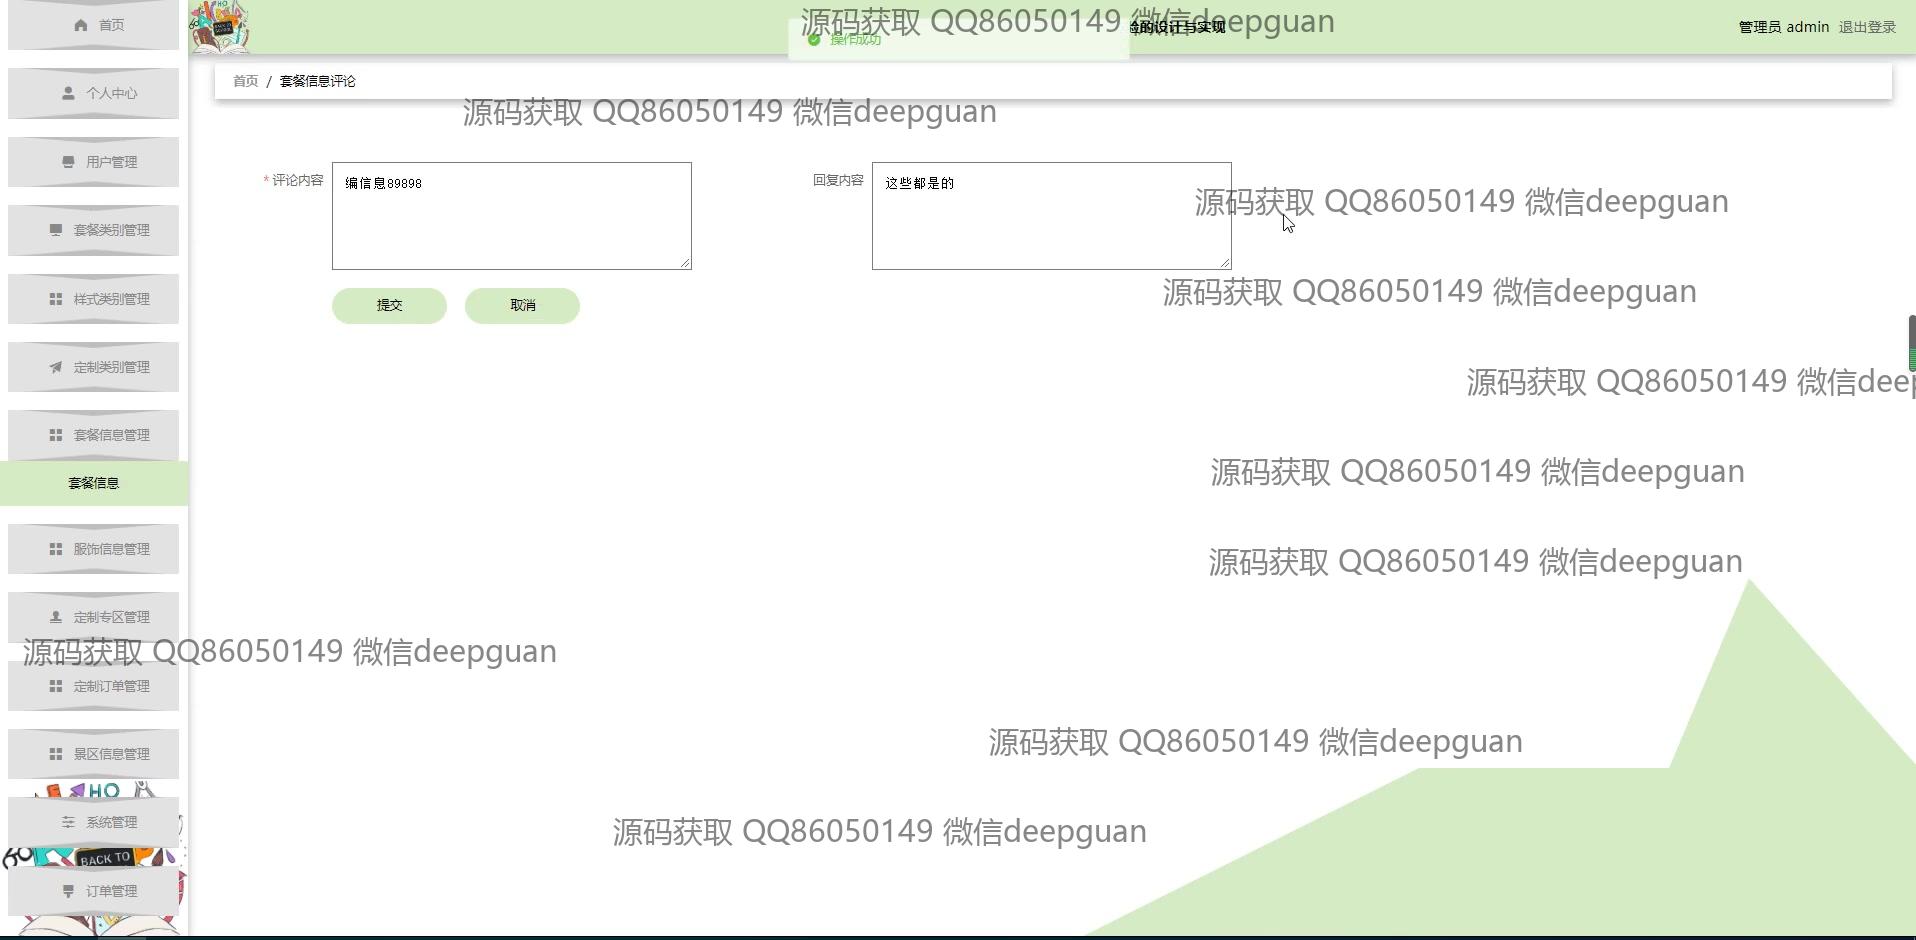 首页
个人中心
用户管理
套餐类别管理
样式类别管理
定制类别管理
套餐信息管理
套餐信息
服饰信息管理
定制专区管理
定制订单管理
景区信息管理
HO
系统管理
BACK TO
订单管理
源码获取 QQ86050149 微信deepguan
操作成功
的设计与实现
管理员 admin 退出登录
首页 / 套餐信息评论
源码获取 QQ86050149 微信deepguan
* 评论内容
编信息89898
回复内容
这些都是的
源码获取 QQ86050149 微信deepguan
提交
取消
源码获取 QQ86050149 微信deepguan
源码获取 QQ86050149 微信deep
源码获取 QQ86050149 微信deepguan
源码获取 QQ86050149 微信deepguan
源码获取 QQ86050149 微信deepguan
源码获取 QQ86050149 微信deepguan
源码获取 QQ86050149 微信deepguan